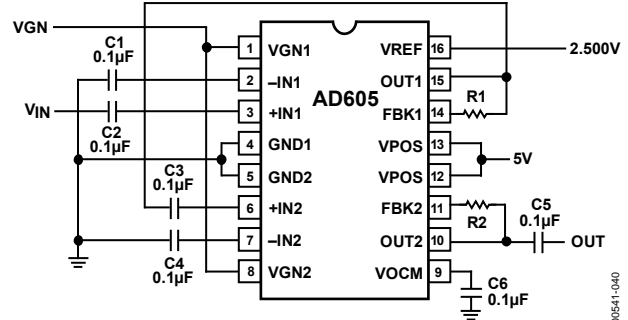 VGN
C1
0.1µF
VIN
C2
0.1µF
C3
0.1µF
C4
0.1µF
AD605
1 VGN1
2 –IN1
3 +IN1
4 GND1
5 GND2
6 +IN2
7 –IN2
8 VGN2
VREF 16
OUT1 15
FBK1 14
VPOS 13
VPOS 12
FBK2 11
OUT2 10
VOCM 9
2.500V
R1
5V
R2
C5
0.1µF
OUT
C6
0.1µF
00541-040